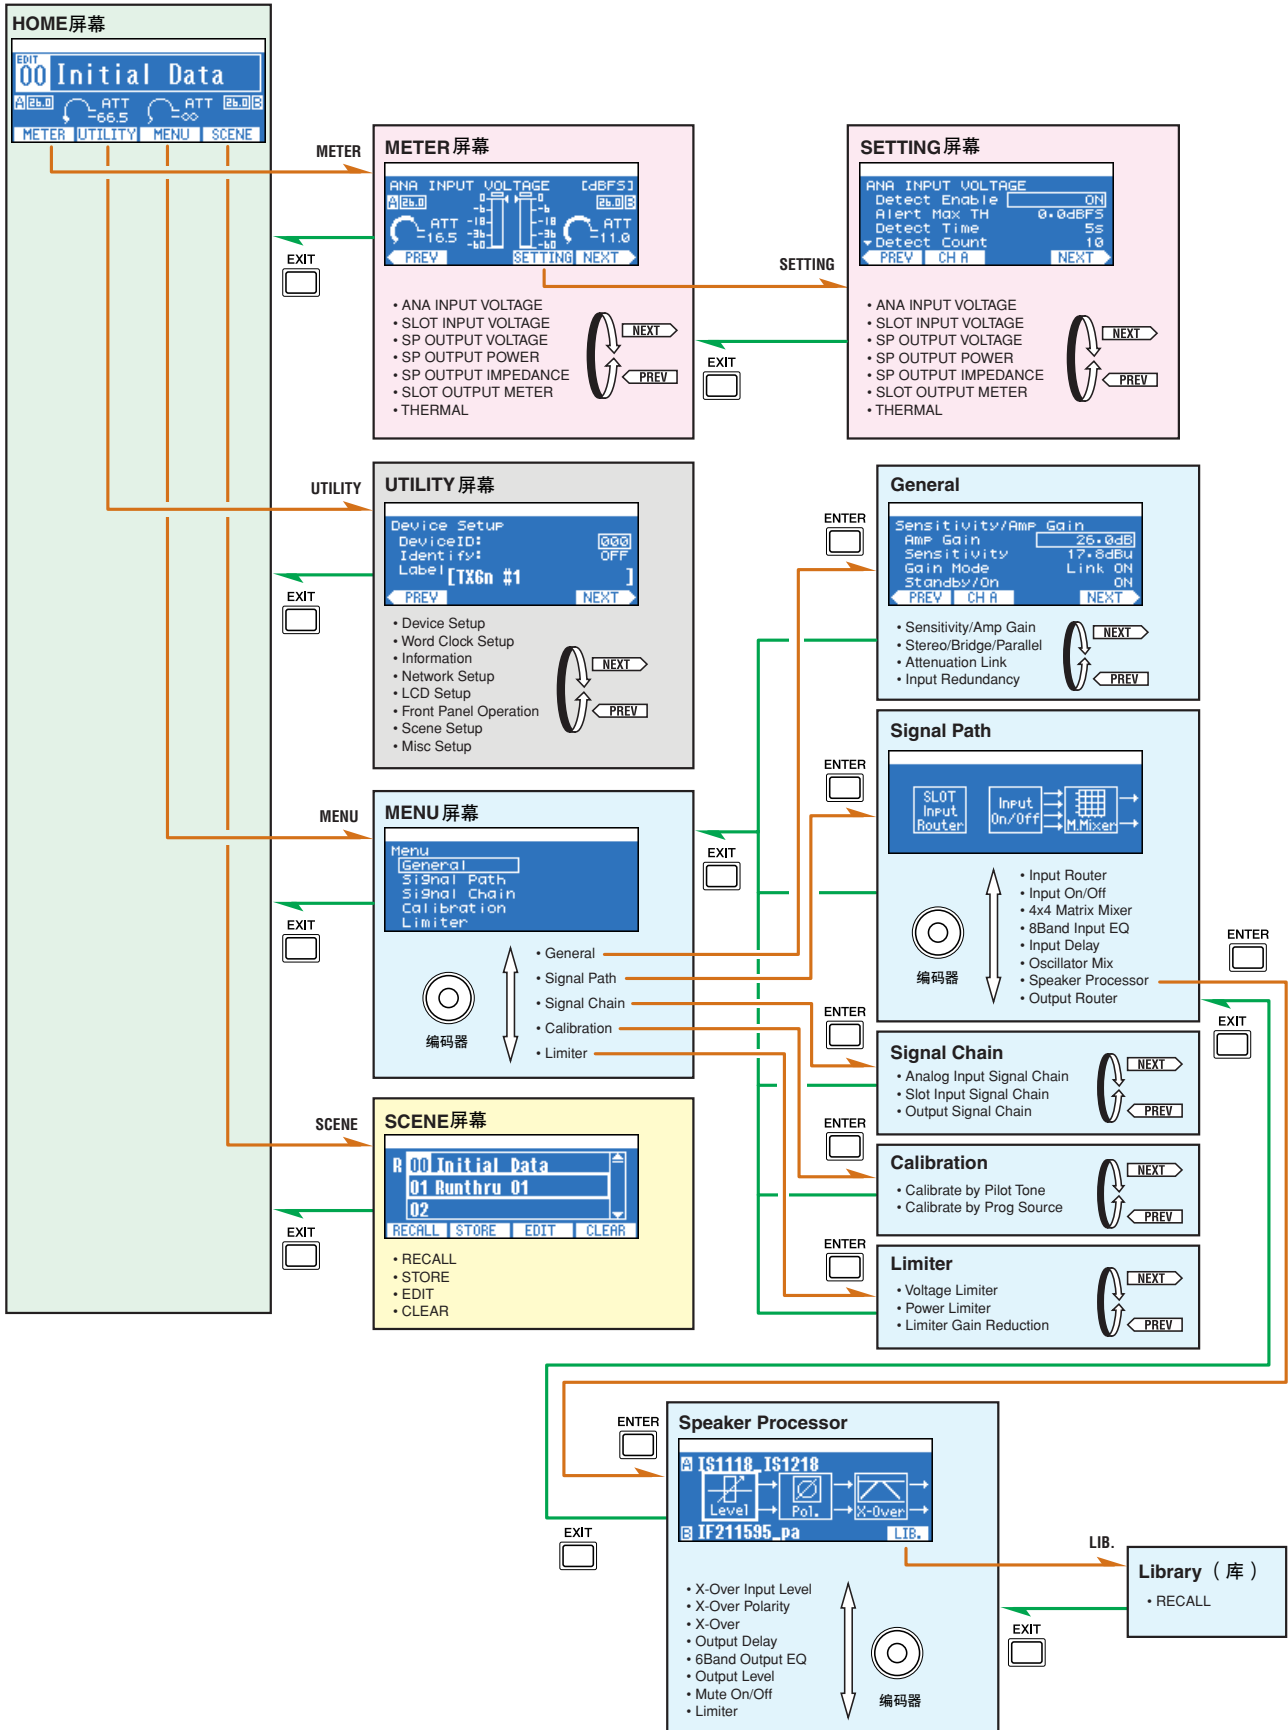 HOME屏幕
EDIT
00 Initial Data
A 26.0 ATT -66.5 ATT -∞ 26.0 B
METER UTILITY MENU SCENE
METER
METER屏幕
ANA INPUT VOLTAGE [dBFS]
A 26.0 0 0 26.0 B
-6 -6
ATT -18 -18 ATT
-16.5 -36 -36 -11.0
-60 -60
PREV SETTING NEXT
• ANA INPUT VOLTAGE
• SLOT INPUT VOLTAGE
• SP OUTPUT VOLTAGE
• SP OUTPUT POWER
• SP OUTPUT IMPEDANCE
• SLOT OUTPUT METER
• THERMAL
NEXT
PREV
EXIT
SETTING
SETTING屏幕
ANA INPUT VOLTAGE
Detect Enable ON
Alert Max TH 0.0dBFS
Detect Time 5s
Detect Count 10
PREV CH A NEXT
• ANA INPUT VOLTAGE
• SLOT INPUT VOLTAGE
• SP OUTPUT VOLTAGE
• SP OUTPUT POWER
• SP OUTPUT IMPEDANCE
• SLOT OUTPUT METER
• THERMAL
NEXT
PREV
EXIT
UTILITY
UTILITY屏幕
Device Setup
DeviceID: 000
Identify: OFF
Label [TX6n #1 ]
PREV NEXT
• Device Setup
• Word Clock Setup
• Information
• Network Setup
• LCD Setup
• Front Panel Operation
• Scene Setup
• Misc Setup
NEXT
PREV
EXIT
ENTER
General
Sensitivity/Amp Gain
Amp Gain 26.0dB
Sensitivity 17.8dBu
Gain Mode Link ON
Standby/On ON
PREV CH A NEXT
• Sensitivity/Amp Gain
• Stereo/Bridge/Parallel
• Attenuation Link
• Input Redundancy
NEXT
PREV
MENU
MENU屏幕
Menu
General
Signal Path
Signal Chain
Calibration
Limiter
• General
• Signal Path
• Signal Chain
• Calibration
• Limiter
编码器
EXIT
EXIT
ENTER
Signal Path
SLOT Input Router
Input On/Off
M.Mixer
• Input Router
• Input On/Off
• 4x4 Matrix Mixer
• 8Band Input EQ
• Input Delay
• Oscillator Mix
• Speaker Processor
• Output Router
编码器
ENTER
EXIT
ENTER
Signal Chain
• Analog Input Signal Chain
• Slot Input Signal Chain
• Output Signal Chain
NEXT
PREV
ENTER
Calibration
• Calibrate by Pilot Tone
• Calibrate by Prog Source
NEXT
PREV
ENTER
Limiter
• Voltage Limiter
• Power Limiter
• Limiter Gain Reduction
NEXT
PREV
SCENE
SCENE屏幕
R 00 Initial Data
01 Runthru 01
02
RECALL STORE EDIT CLEAR
• RECALL
• STORE
• EDIT
• CLEAR
EXIT
ENTER
Speaker Processor
A IS1118_IS1218
Level Pol. X-Over
B IF211595_pa LIB.
• X-Over Input Level
• X-Over Polarity
• X-Over
• Output Delay
• 6Band Output EQ
• Output Level
• Mute On/Off
• Limiter
编码器
EXIT
LIB.
Library（库）
• RECALL
EXIT